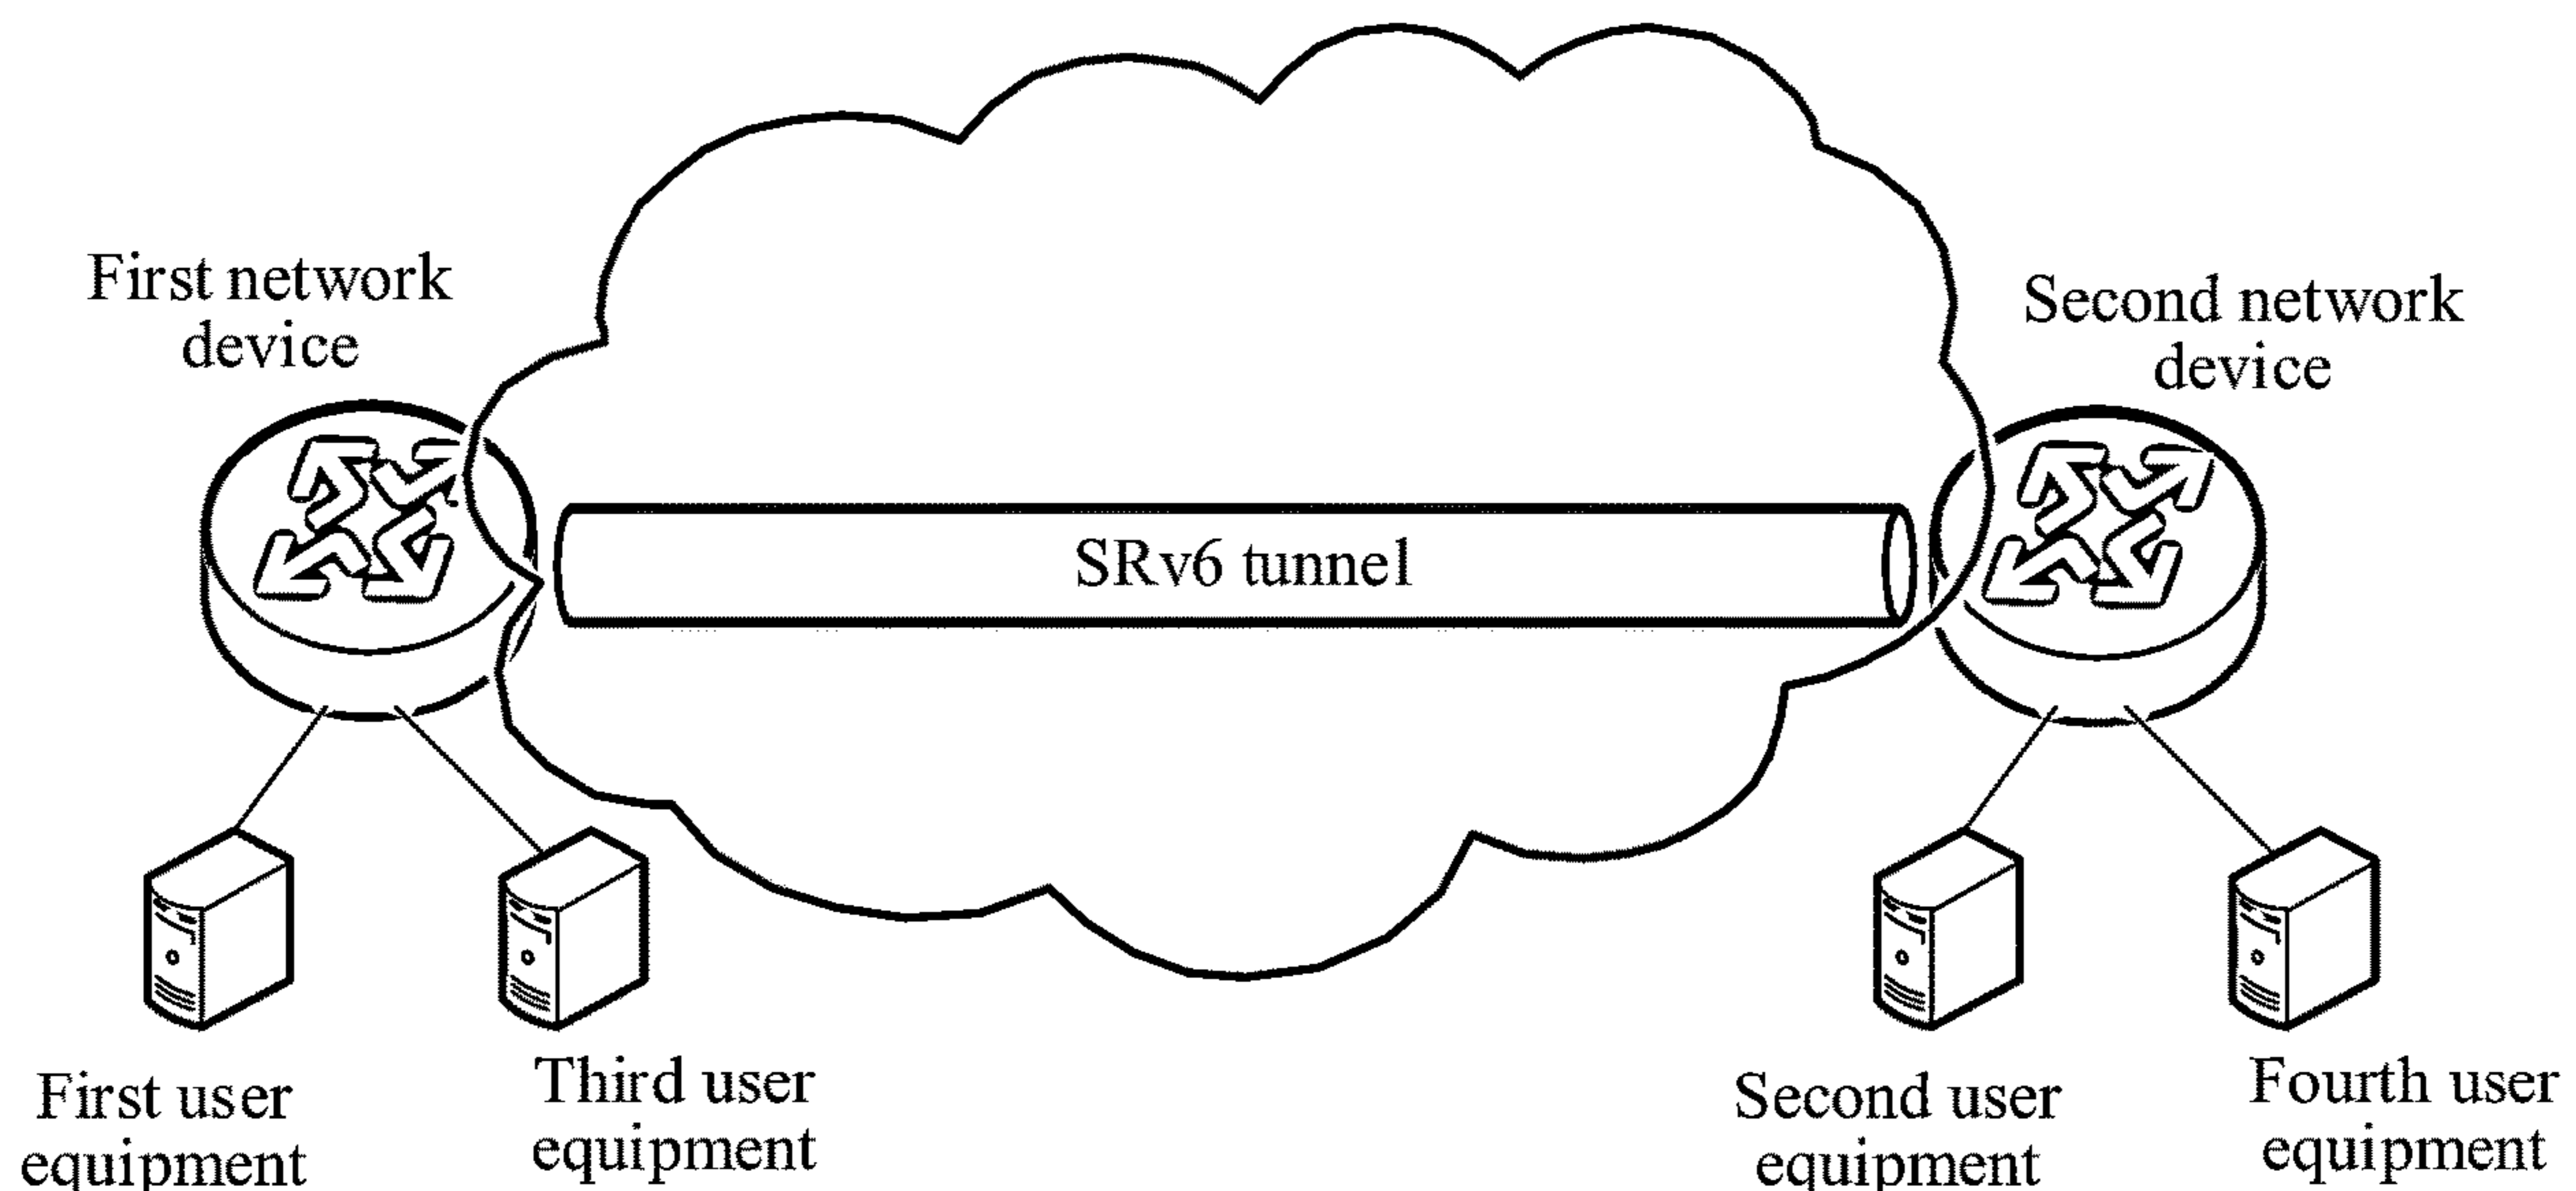 First network
device
Second network
device
SRv6 tunnel
First user
equipment
Third user
equipment
Second user
equipment
Fourth user
equipment